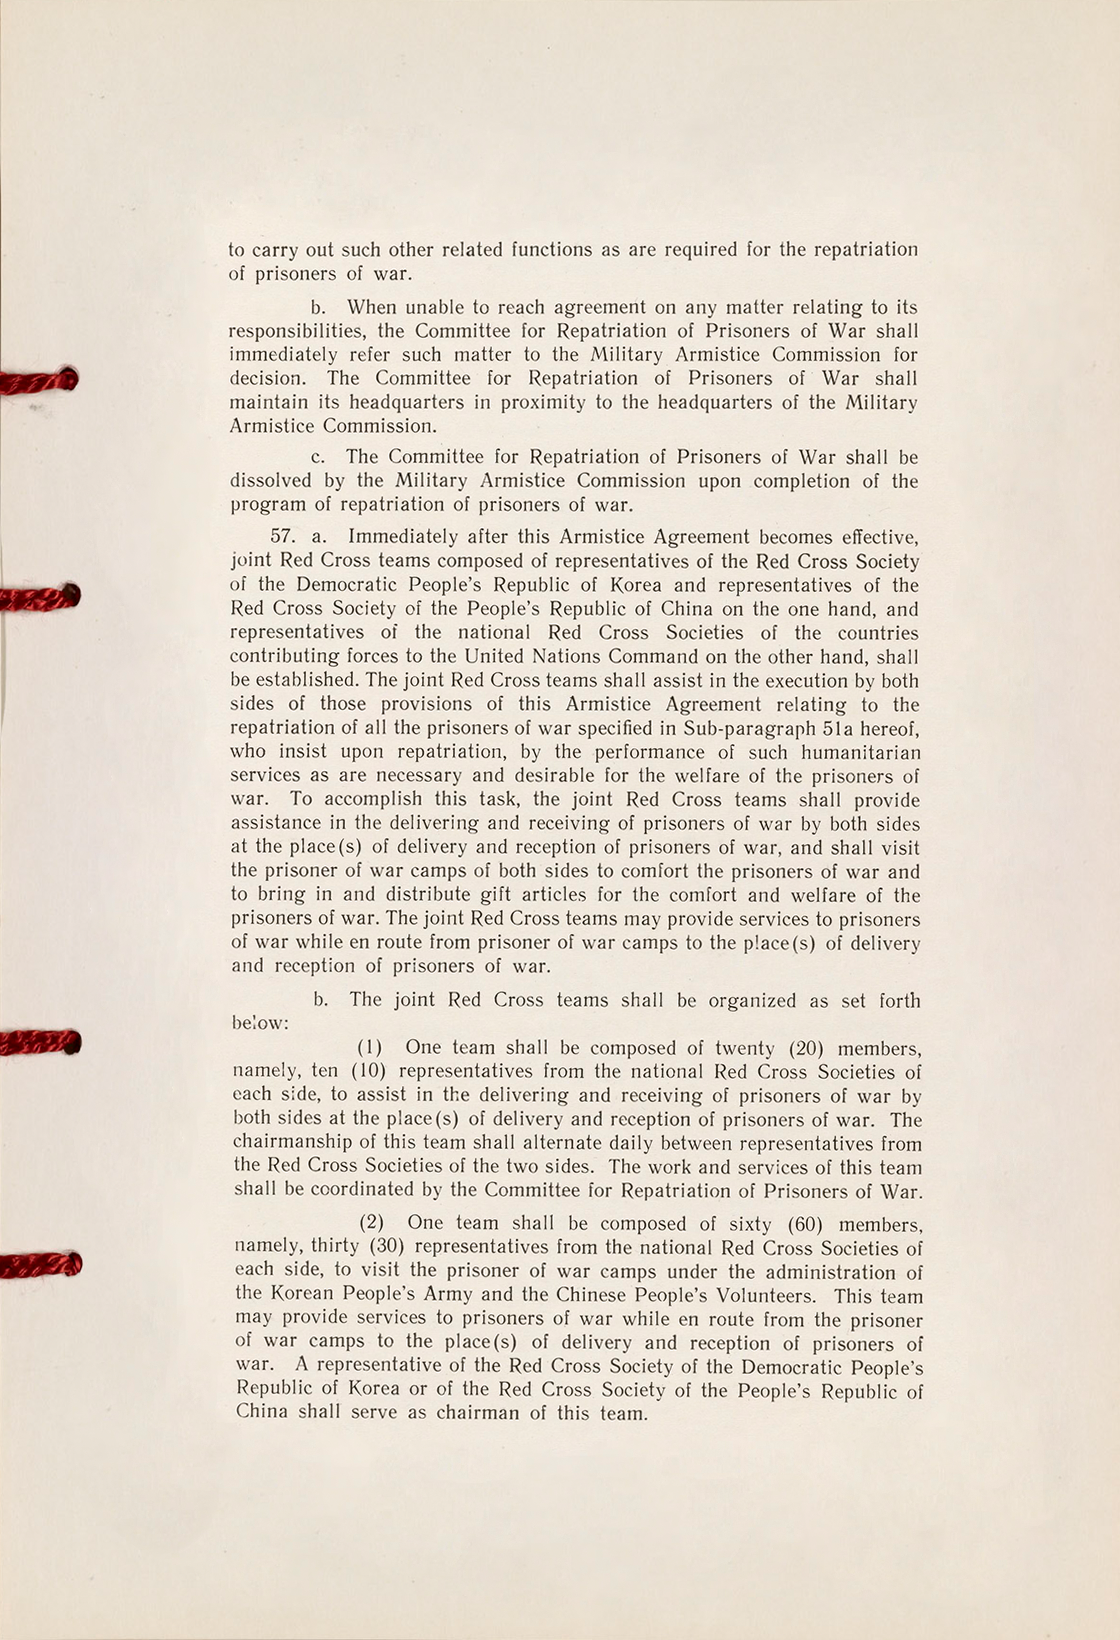 to carry out such other related functions as are required for the repatriation
of prisoners of war.
b. When unable to reach agreement on any matter relating to its
responsibilities, the Committee for Repatriation of Prisoners of War shall
immediately refer such matter to the Military Armistice Commission for
decision. The Committee for Repatriation of Prisoners of War shall
maintain its headquarters in proximity to the headquarters of the Military
Armistice Commission.
c. The Committee for Repatriation of Prisoners of War shall be
dissolved by the Military Armistice Commission upon completion of the
program of repatriation of prisoners of war.
57. a. Immediately after this Armistice Agreement becomes effective,
joint Red Cross teams composed of representatives of the Red Cross Society
of the Democratic People's Republic of Korea and representatives of the
Red Cross Society of the People's Republic of China on the one hand, and
representatives of the national Red Cross Societies of the countries
contributing forces to the United Nations Command on the other hand, shall
be established. The joint Red Cross teams shall assist in the execution by both
sides of those provisions of this Armistice Agreement relating to the
repatriation of all the prisoners of war specified in Sub-paragraph 51a hereof,
who insist upon repatriation, by the performance of such humanitarian
services as are necessary and desirable for the welfare of the prisoners of
war. To accomplish this task, the joint Red Cross teams shall provide
assistance in the delivering and receiving of prisoners of war by both sides
at the place(s) of delivery and reception of prisoners of war, and shall visit
the prisoner of war camps of both sides to comfort the prisoners of war and
to bring in and distribute gift articles for the comfort and welfare of the
prisoners of war. The joint Red Cross teams may provide services to prisoners
of war while en route from prisoner of war camps to the place(s) of delivery
and reception of prisoners of war.
b. The joint Red Cross teams shall be organized as set forth
below:
(1) One team shall be composed of twenty (20) members,
namely, ten (10) representatives from the national Red Cross Societies of
each side, to assist in the delivering and receiving of prisoners of war by
both sides at the place(s) of delivery and reception of prisoners of war. The
chairmanship of this team shall alternate daily between representatives from
the Red Cross Societies of the two sides. The work and services of this team
shall be coordinated by the Committee for Repatriation of Prisoners of War.
(2) One team shall be composed of sixty (60) members,
namely, thirty (30) representatives from the national Red Cross Societies of
each side, to visit the prisoner of war camps under the administration of
the Korean People's Army and the Chinese People's Volunteers. This team
may provide services to prisoners of war while en route from the prisoner
of war camps to the place(s) of delivery and reception of prisoners of
war. A representative of the Red Cross Society of the Democratic People's
Republic of Korea or of the Red Cross Society of the People's Republic of
China shall serve as chairman of this team.